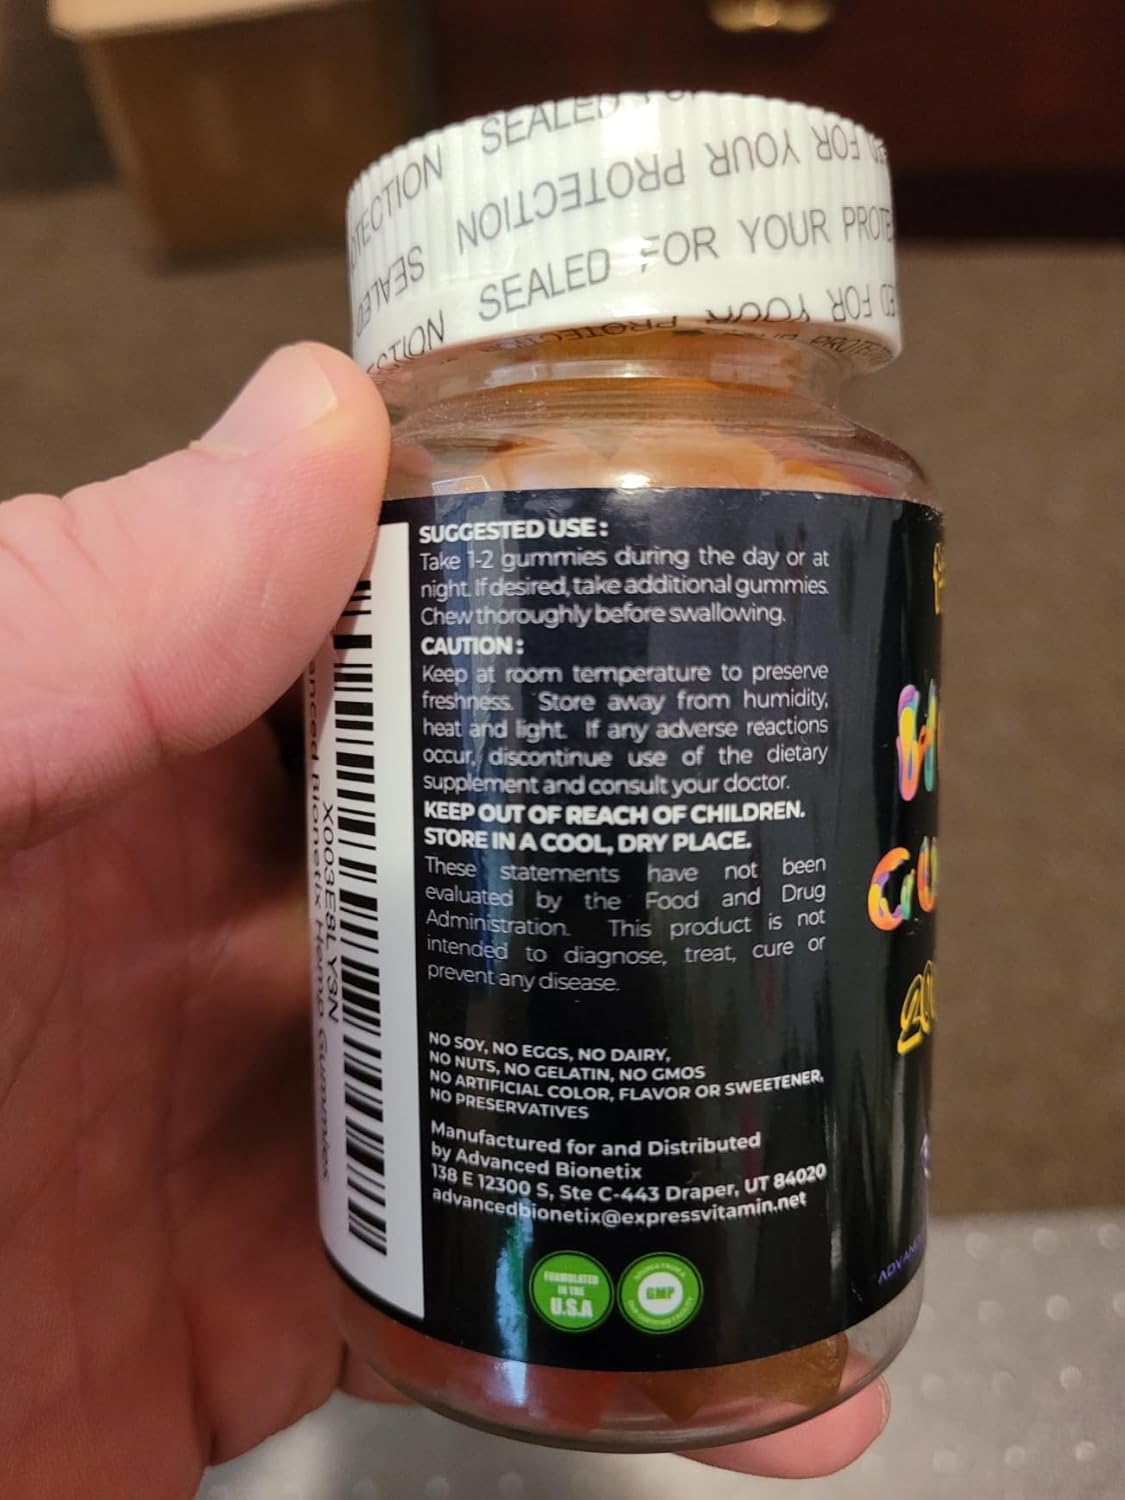 SEALED
PROTECTION
SEALED FOR YOUR PROTE
SUGGESTED USE:
Take 1-2 gummies during the day or at
night. If desired, take additional gummies.
Chew thoroughly before swallowing.
CAUTION:
Keep at room temperature to preserve
freshness. Store away from humidity,
heat and light. If any adverse reactions
occur, discontinue use of the dietary
supplement and consult your doctor.
KEEP OUT OF REACH OF CHILDREN.
STORE IN A COOL, DRY PLACE.
These statements have not been
evaluated by the Food and Drug
Administration. This product is not
intended to diagnose, treat, cure or
prevent any disease.
NO SOY, NO EGGS, NO DAIRY,
NO NUTS, NO GELATIN, NO GMOS
NO ARTIFICIAL COLOR, FLAVOR OR SWEETENER,
NO PRESERVATIVES
Manufactured for and Distributed
by Advanced Bionetix
138 E 12300 S, Ste C-443 Draper, UT 84020
advancedbionetix@expressvitamin.net
FORMULATED
IN THE
U.S.A
GMP
X003E8LY3N
anced Bionetix Hemp Gummies